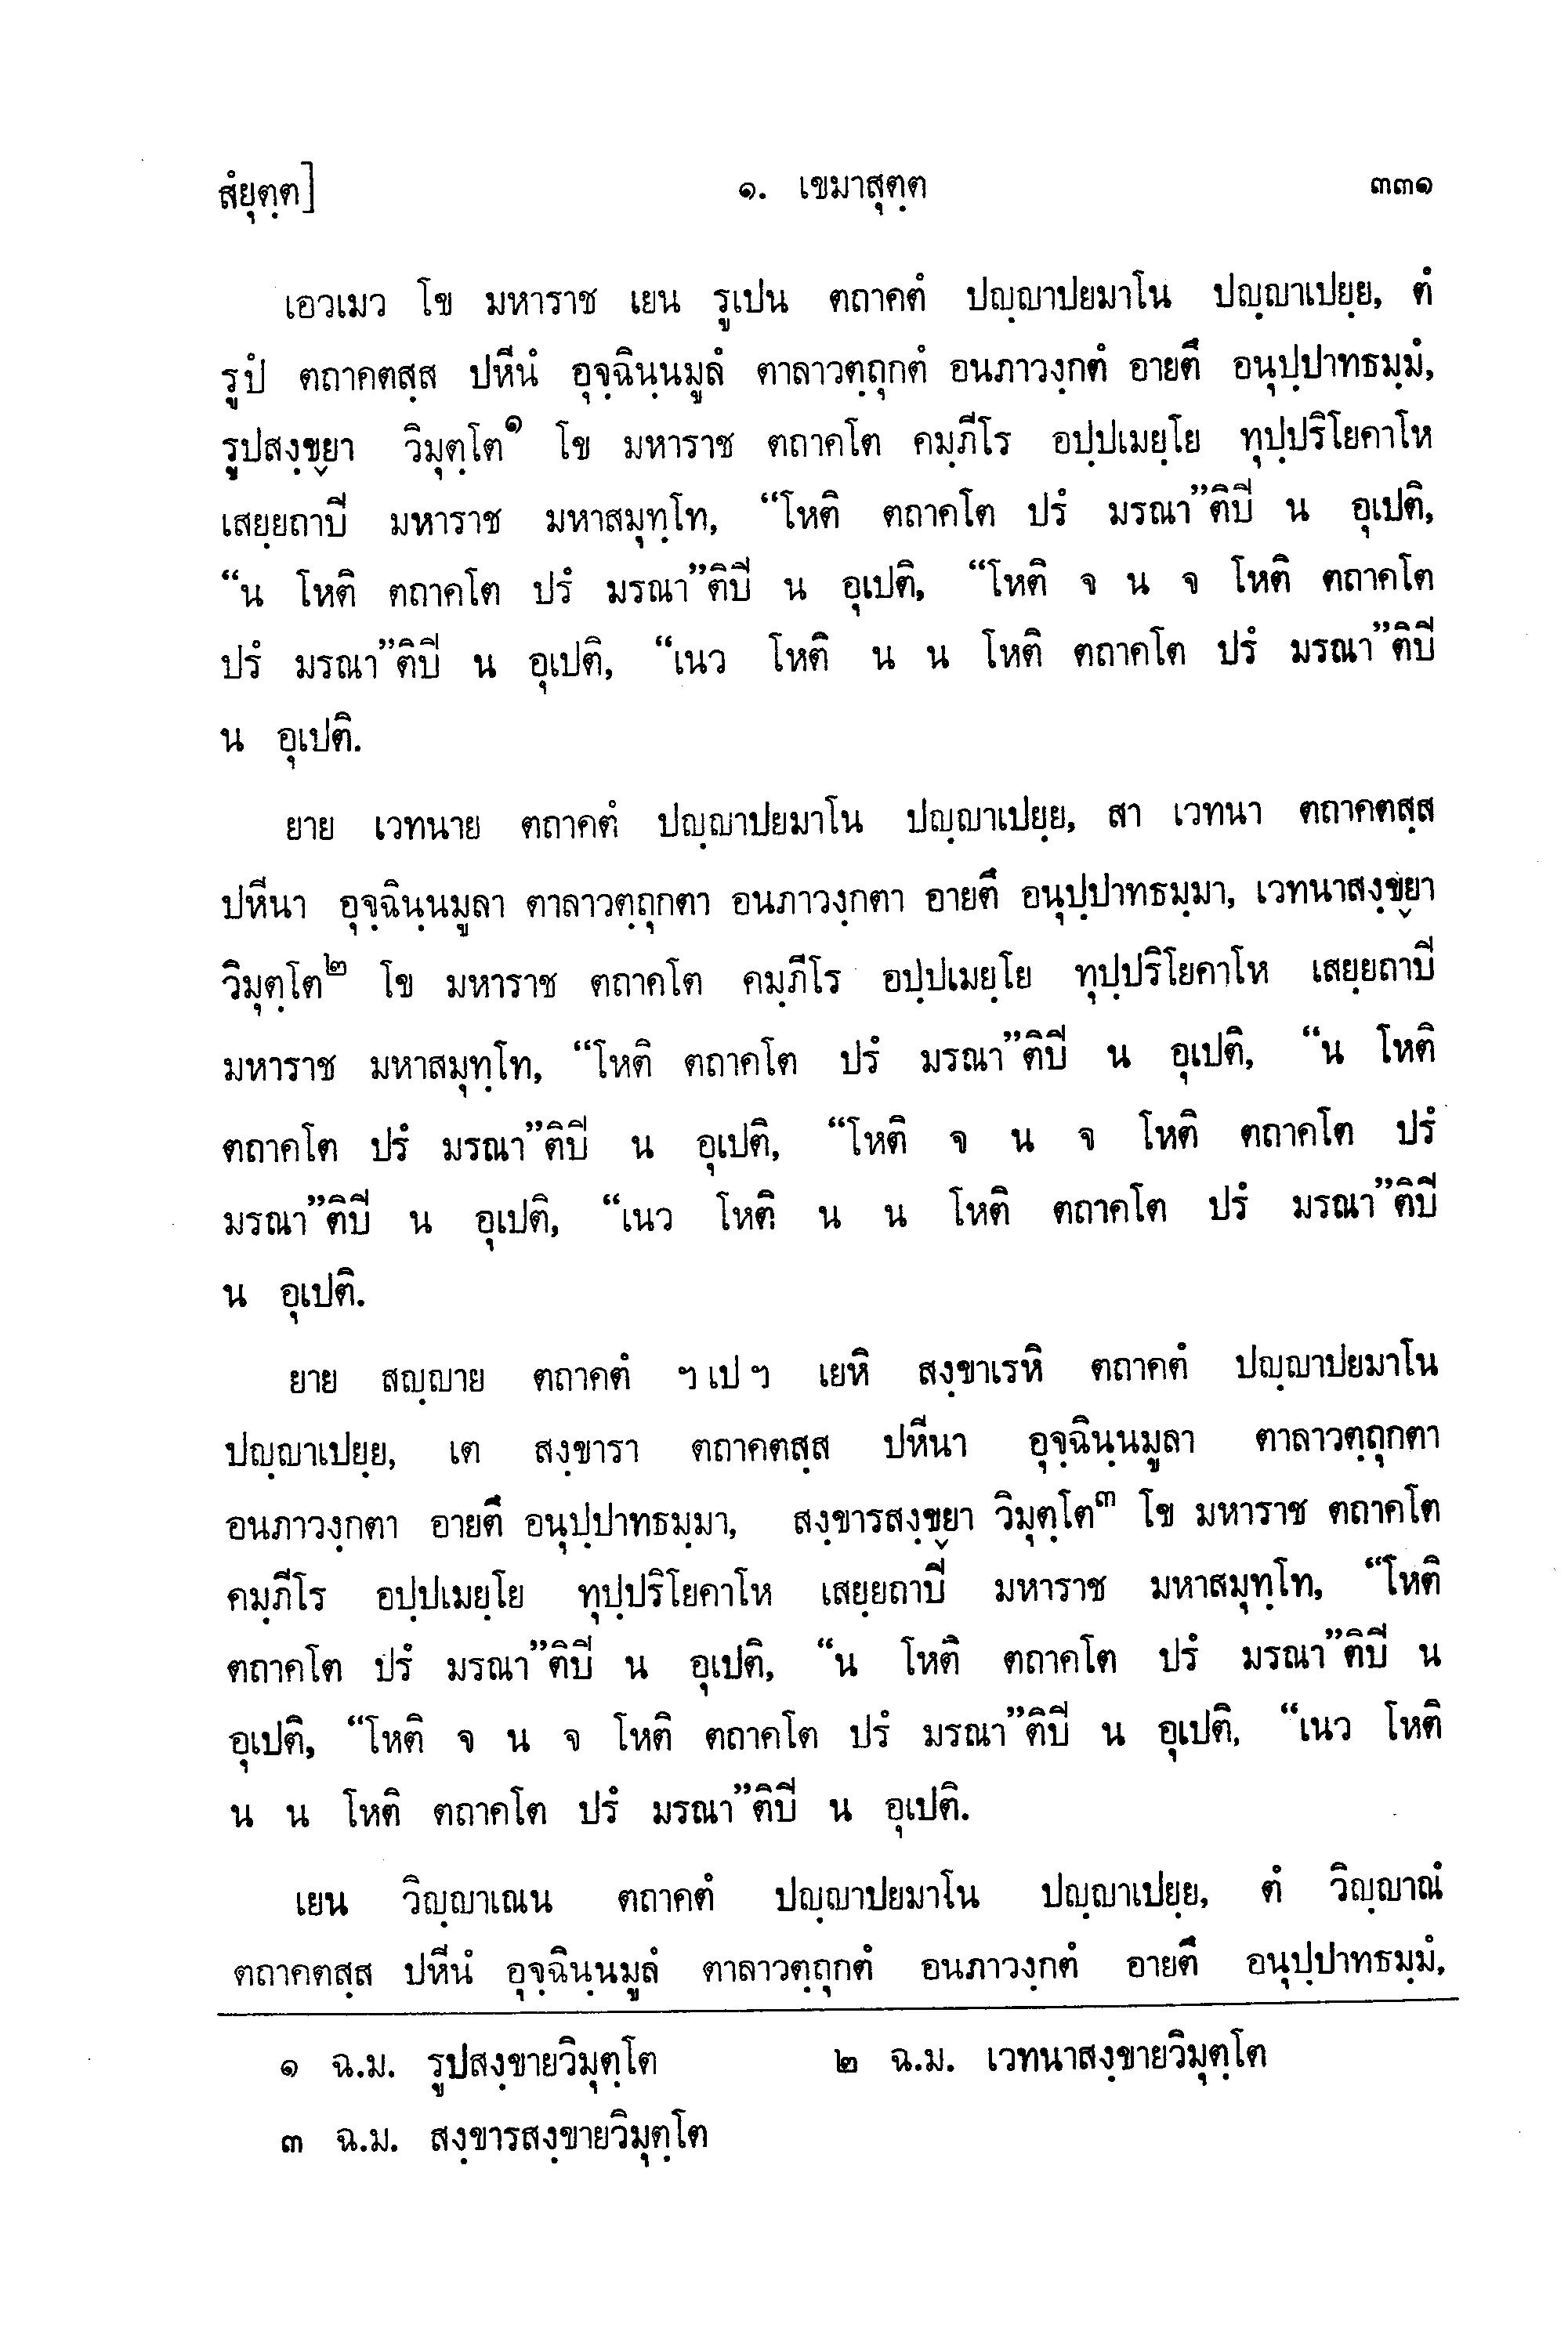 สํยุตฺต]
๑. เขมาสุตฺต
๓๓๑
เอวเมว โข มหาราช เยน รูเปน ตถาคตํ ปญฺญาปยมาโน ปญฺญาเปยฺย, ตํ
รูปํ ตถาคตสฺส ปหีนํ อุจฺฉินฺนมูลํ ตาลาวตฺถุกตํ อนภาวงฺกตํ อายตึ อนุปฺปาทธมฺมํ,
รูปสงฺขฺยา วิมุตฺโต๑ โข มหาราช ตถาคโต คมฺภีโร อปฺปเมยฺโย ทุปฺปริโยคาโห
เสยฺยถาปี มหาราช มหาสมุทฺโท, “โหติ ตถาคโต ปรํ มรณา”ติปี น อุเปติ,
“น โหติ ตถาคโต ปรํ มรณา”ติปี น อุเปติ, “โหติ จ น จ โหติ ตถาคโต
ปรํ มรณา”ติปี น อุเปติ, “เนว โหติ น น โหติ ตถาคโต ปรํ มรณา”ติปี
น อุเปติ.
ยาย เวทนาย ตถาคตํ ปญฺญาปยมาโน ปญฺญาเปยฺย, สา เวทนา ตถาคตสฺส
ปหีนา อุจฺฉินฺนมูลา ตาลาวตฺถุกตา อนภาวงฺกตา อายตึ อนุปฺปาทธมฺมา, เวทนาสงฺขฺยา
วิมุตฺโต๒ โข มหาราช ตถาคโต คมฺภีโร อปฺปเมยฺโย ทุปฺปริโยคาโห เสยฺยถาปี
มหาราช มหาสมุทฺโท, “โหติ ตถาคโต ปรํ มรณา”ติปี น อุเปติ, “น โหติ
ตถาคโต ปรํ มรณา”ติปี น อุเปติ, “โหติ จ น จ โหติ ตถาคโต ปรํ
มรณา”ติปี น อุเปติ, “เนว โหติ น น โหติ ตถาคโต ปรํ มรณา”ติปี
น อุเปติ.
ยาย สญฺญาย ตถาคตํ ฯ เป ฯ เยหิ สงฺขาเรหิ ตถาคตํ ปญฺญาปยมาโน
ปญฺญาเปยฺย, เต สงฺขารา ตถาคตสฺส ปหีนา อุจฺฉินฺนมูลา ตาลาวตฺถุกตา
อนภาวงฺกตา อายตึ อนุปฺปาทธมฺมา, สงฺขารสงฺขฺยา วิมุตฺโต๓ โข มหาราช ตถาคโต
คมฺภีโร อปฺปเมยฺโย ทุปฺปริโยคาโห เสยฺยถาปี มหาราช มหาสมุทฺโท, “โหติ
ตถาคโต ปรํ มรณา”ติปี น อุเปติ, “น โหติ ตถาคโต ปรํ มรณา”ติปี น
อุเปติ, “โหติ จ น จ โหติ ตถาคโต ปรํ มรณา”ติปี น อุเปติ, “เนว โหติ
น น โหติ ตถาคโต ปรํ มรณา”ติปี น อุเปติ.
เยน วิญฺญาเณน ตถาคตํ ปญฺญาปยมาโน ปญฺญาเปยฺย, ตํ วิญฺญาณํ
ตถาคตสฺส ปหีนํ อุจฺฉินฺนมูลํ ตาลาวตฺถุกตํ อนภาวงฺกตํ อายตึ อนุปฺปาทธมฺมํ,
๑ ฉ.ม. รูปสงฺขายวิมุตฺโต ๒ ฉ.ม. เวทนาสงฺขายวิมุตฺโต
๓ ฉ.ม. สงฺขารสงฺขายวิมุตฺโต